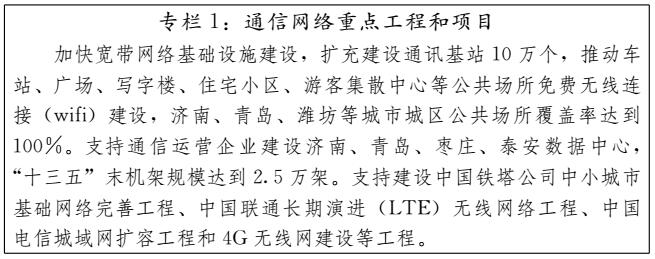 专栏1：通信网络重点工程和项目
加快宽带网络基础设施建设，扩充建设通讯基站10万个，推动车
站、广场、写字楼、住宅小区、游客集散中心等公共场所免费无线连
接（wifi）建设，济南、青岛、潍坊等城市城区公共场所覆盖率达到
100%。支持通信运营企业建设济南、青岛、枣庄、泰安数据中心，
“十三五”末机架规模达到2.5万架。支持建设中国铁塔公司中小城市
基础网络完善工程、中国联通长期演进（LTE）无线网络工程、中国
电信城域网扩容工程和4G无线网建设等工程。